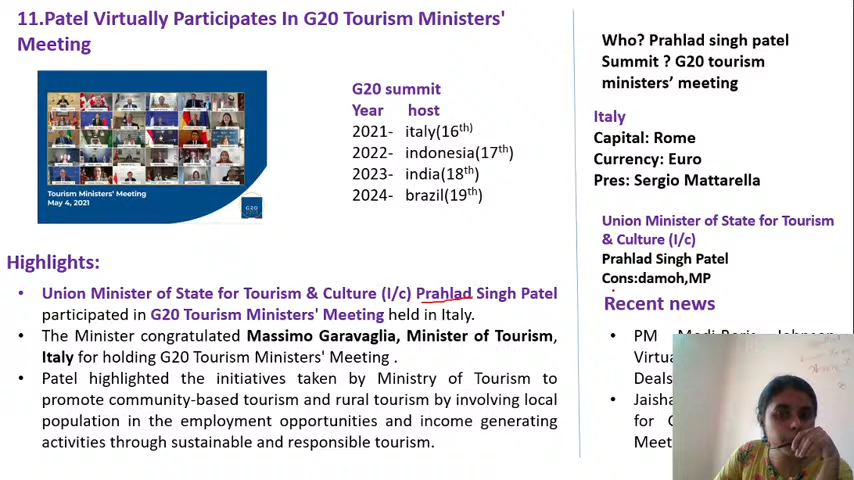 11.Patel Virtually Participates In G20 Tourism Ministers'
Meeting
Tourism Ministers' Meeting
May 4, 2021
G20
G20 summit
Year host
2021- italy(16th)
2022- indonesia(17th)
2023- india(18th)
2024- brazil(19th)
Highlights:
• Union Minister of State for Tourism & Culture (I/c) Prahlad Singh Patel
participated in G20 Tourism Ministers' Meeting held in Italy.
• The Minister congratulated Massimo Garavaglia, Minister of Tourism,
Italy for holding G20 Tourism Ministers' Meeting .
• Patel highlighted the initiatives taken by Ministry of Tourism to
promote community-based tourism and rural tourism by involving local
population in the employment opportunities and income generating
activities through sustainable and responsible tourism.
Who? Prahlad singh patel
Summit ? G20 tourism
ministers’ meeting
Italy
Capital: Rome
Currency: Euro
Pres: Sergio Mattarella
Union Minister of State for Tourism
& Culture (I/c)
Prahlad Singh Patel
Cons:damoh,MP
Recent news
• PM Modi-Boris Johnson
Virtua
Deals
• Jaisha
for
Meet